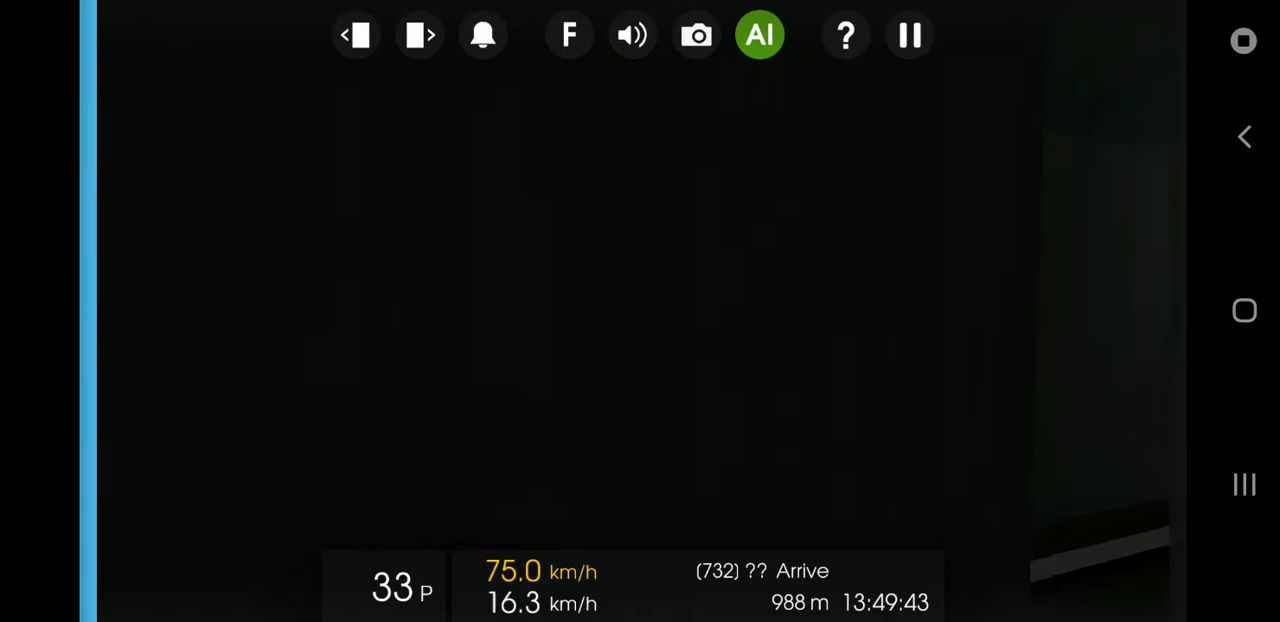 F AI ?
33 P
75.0 km/h
16.3 km/h
(732) ?? Arrive
988 m 13:49:43